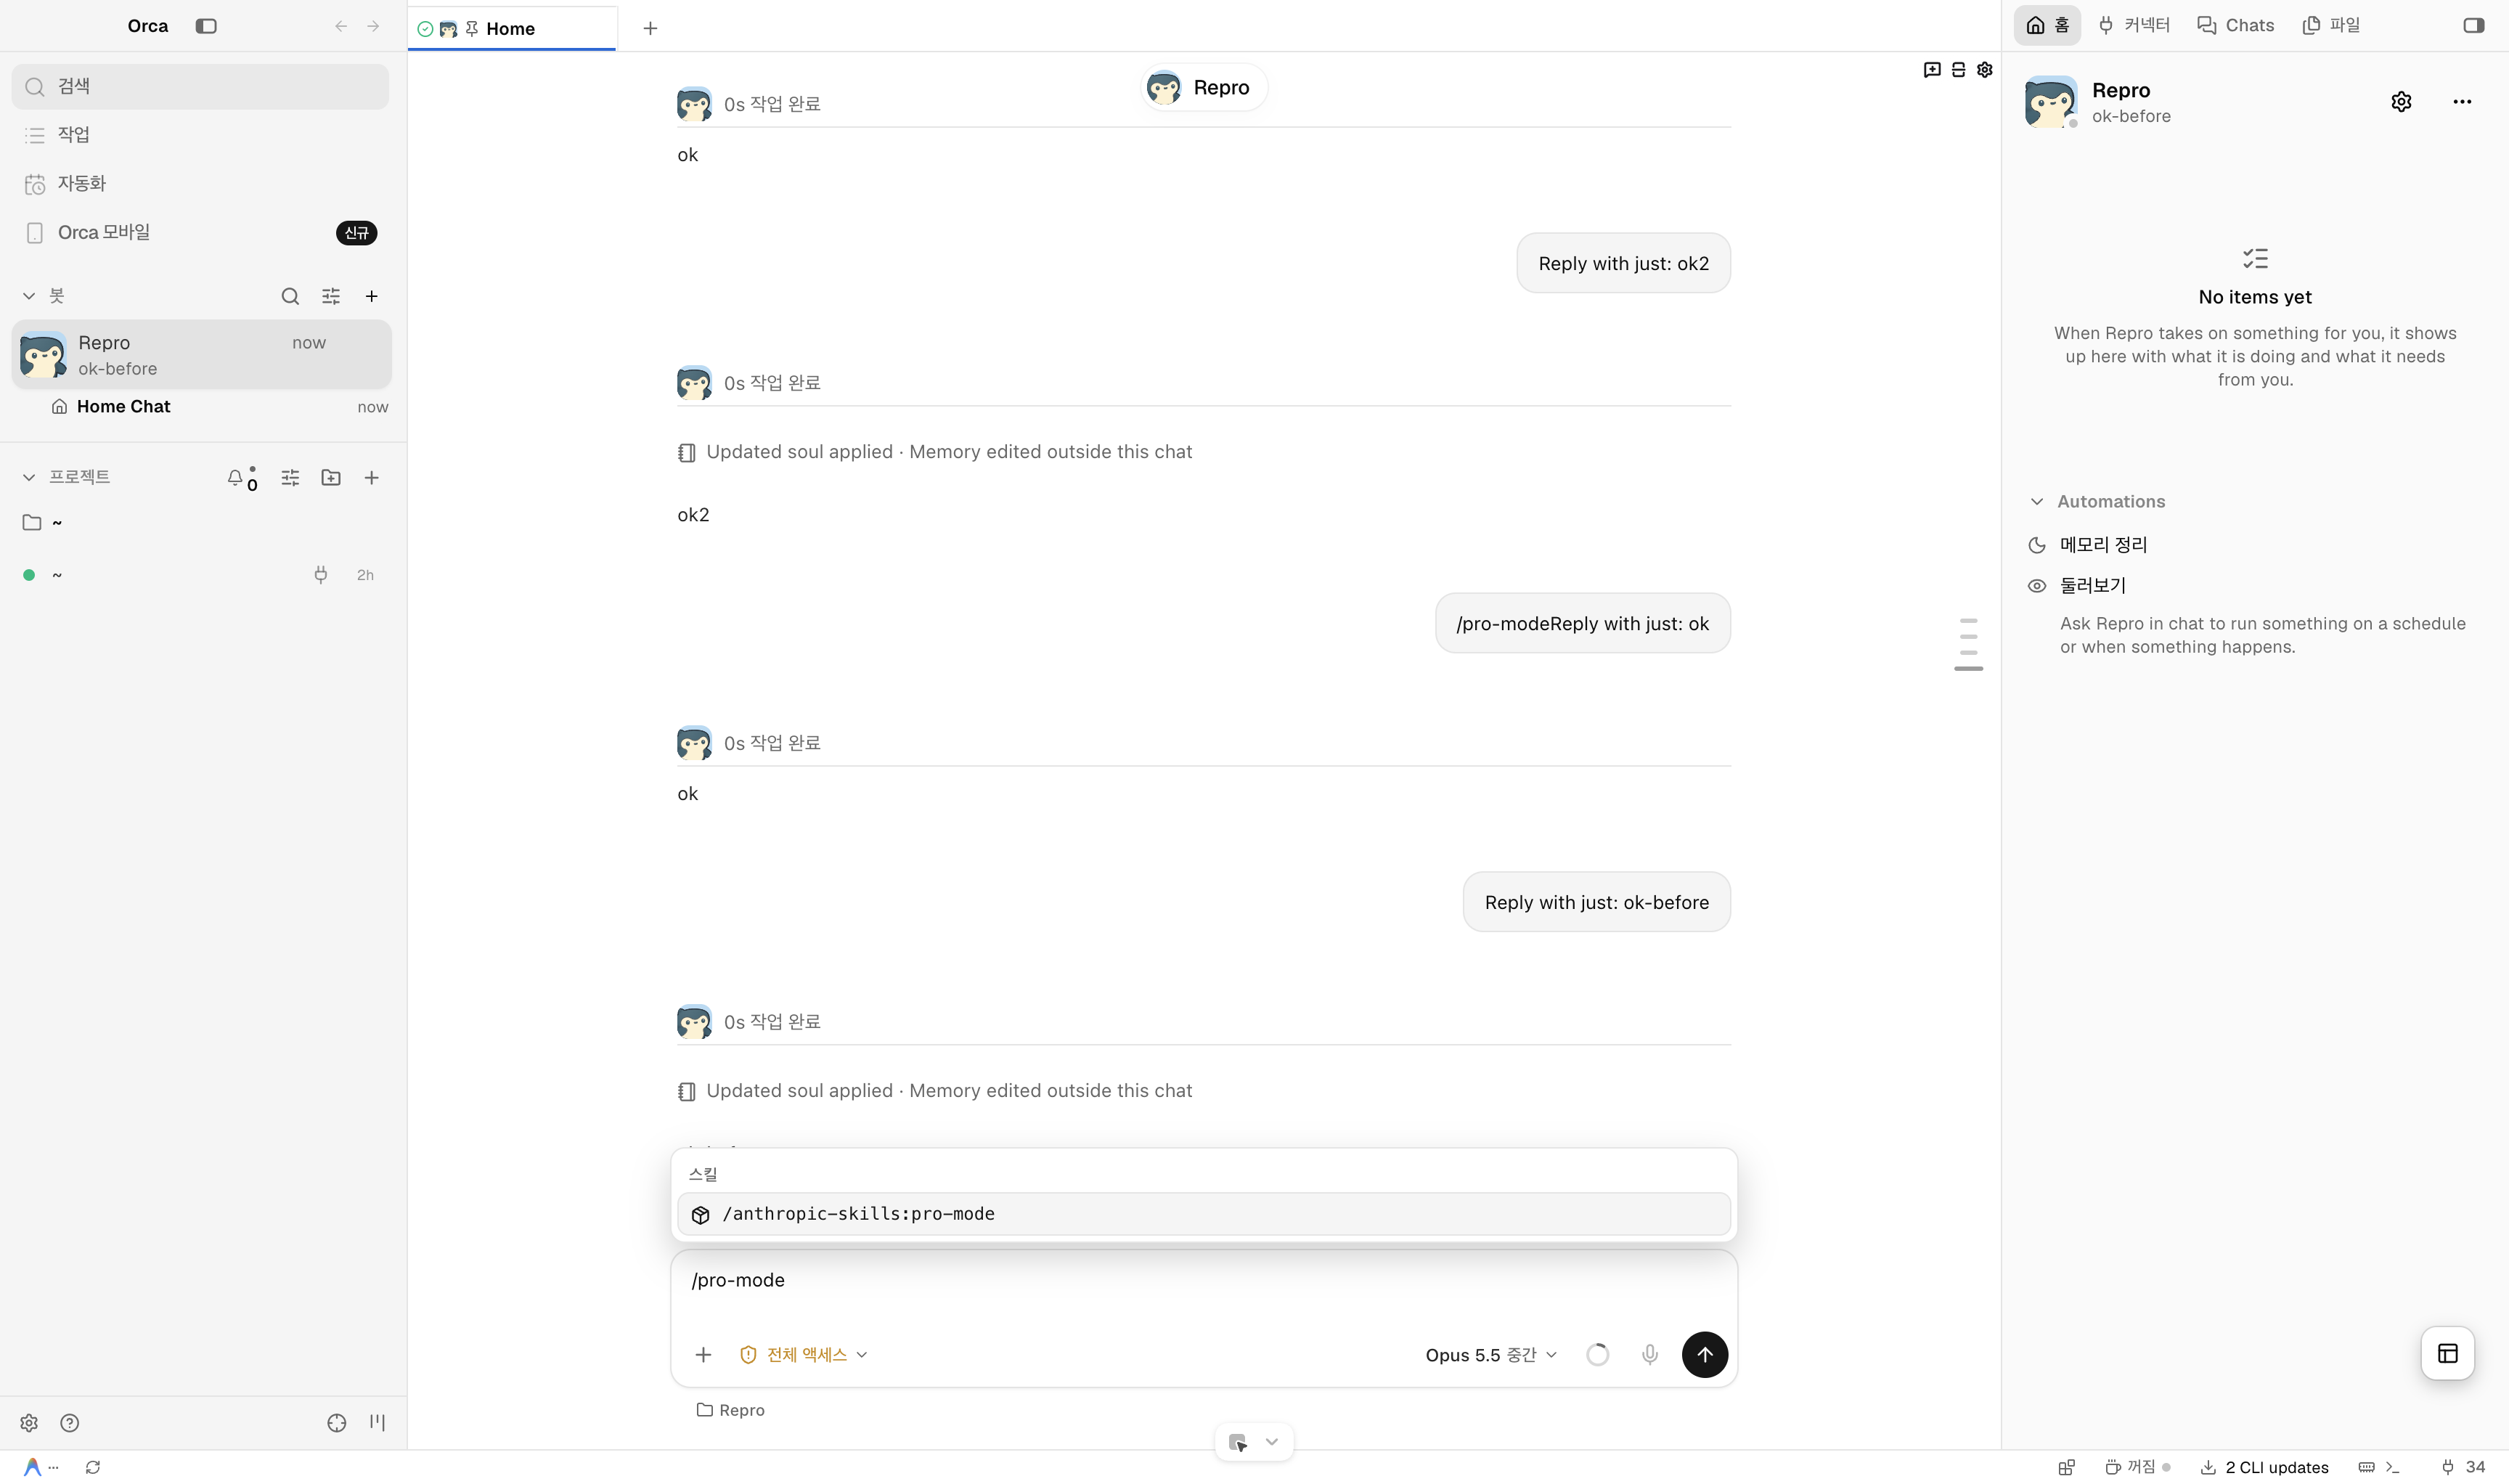 Orca
검색
작업
자동화
Orca 모바일
신규
봇
Repro
now
ok-before
Home Chat
now
프로젝트
0
~
~
2h
Home
Repro
0s 작업 완료
ok
Reply with just: ok2
0s 작업 완료
Updated soul applied · Memory edited outside this chat
ok2
/pro-modeReply with just: ok
0s 작업 완료
ok
Reply with just: ok-before
0s 작업 완료
Updated soul applied · Memory edited outside this chat
스킬
/anthropic-skills:pro-mode
/pro-mode
전체 액세스
Opus 5.5 중간
Repro
홈
커넥터
Chats
파일
Repro
ok-before
No items yet
When Repro takes on something for you, it shows
up here with what it is doing and what it needs
from you.
Automations
메모리 정리
둘러보기
Ask Repro in chat to run something on a schedule
or when something happens.
꺼짐
2 CLI updates
34